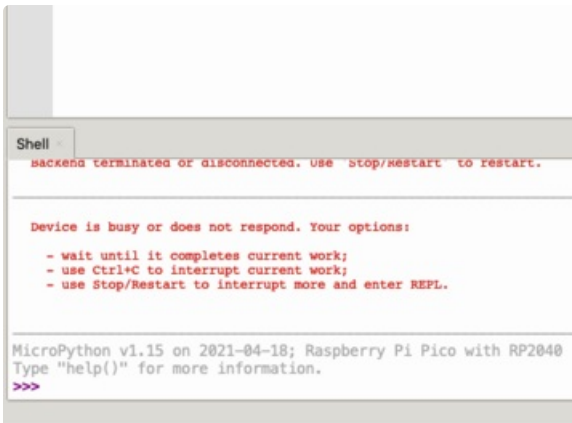 Shell ×
Backend terminated or disconnected. Use 'Stop/Restart' to restart.
Device is busy or does not respond. Your options:
- wait until it completes current work;
- use Ctrl+C to interrupt current work;
- use Stop/Restart to interrupt more and enter REPL.
MicroPython v1.15 on 2021-04-18; Raspberry Pi Pico with RP2040
Type "help()" for more information.
>>>